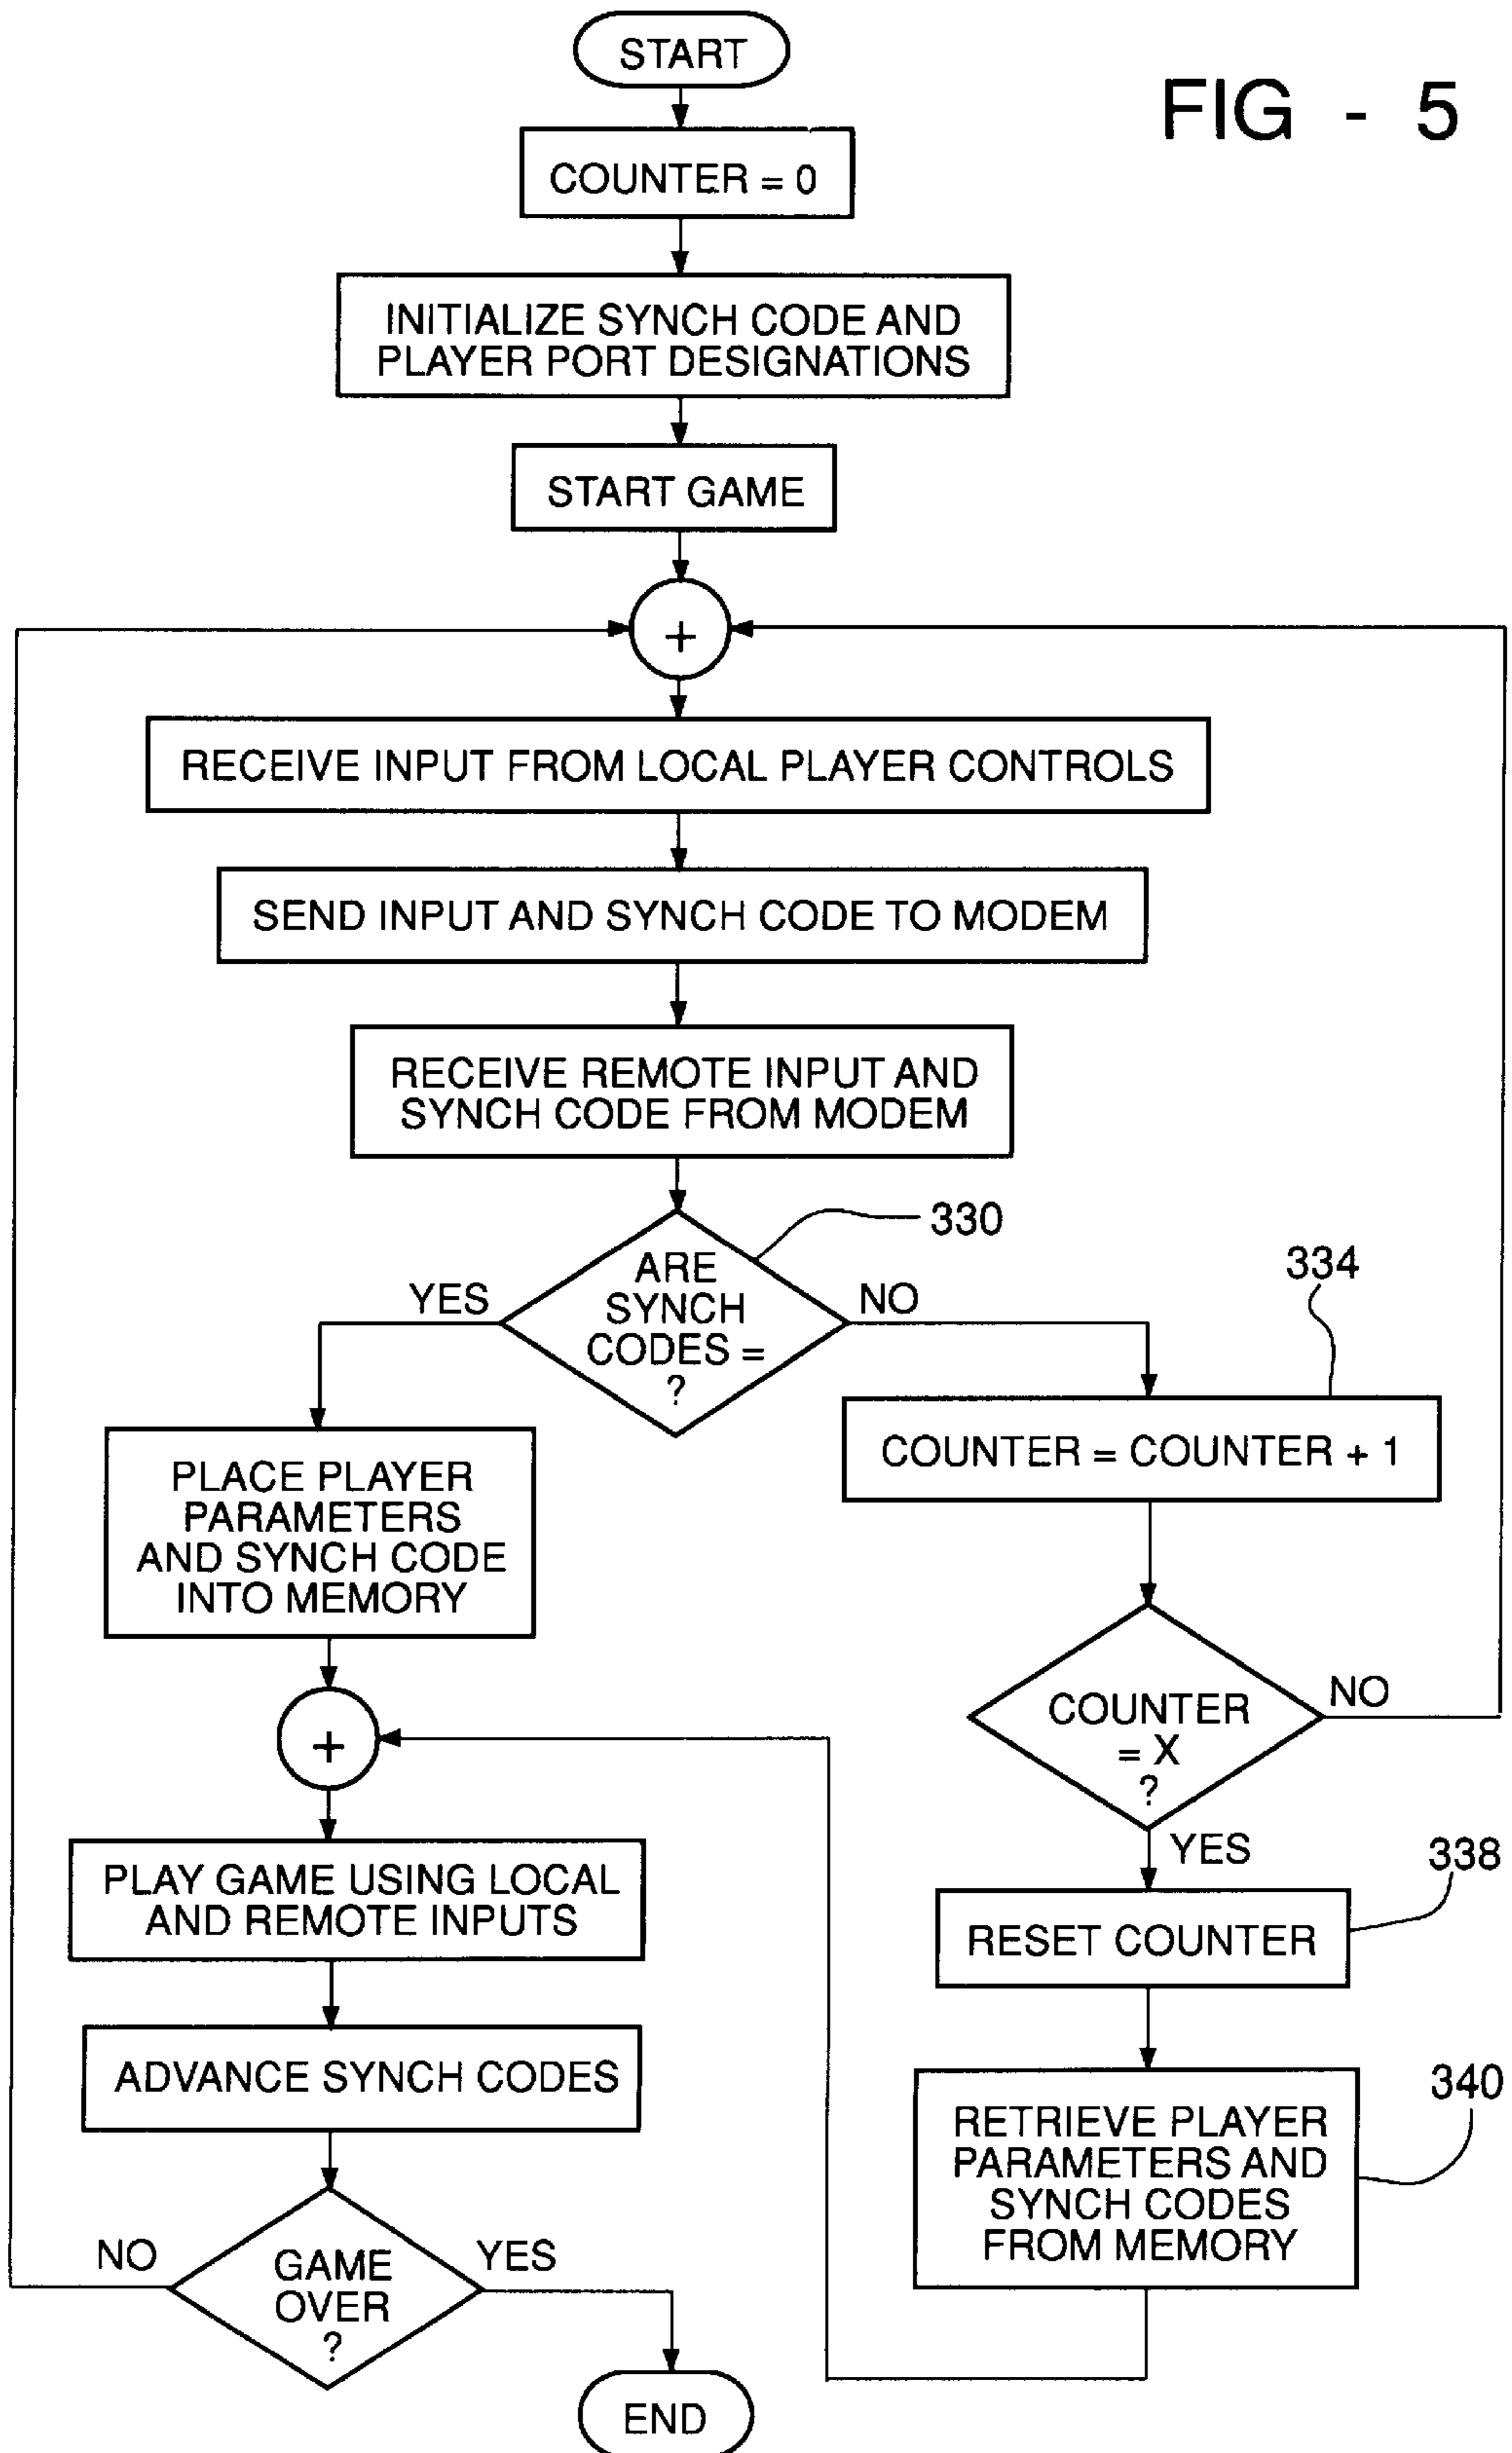 START
FIG - 5
COUNTER = 0
INITIALIZE SYNCH CODE AND
PLAYER PORT DESIGNATIONS
START GAME
+
RECEIVE INPUT FROM LOCAL PLAYER CONTROLS
SEND INPUT AND SYNCH CODE TO MODEM
RECEIVE REMOTE INPUT AND
SYNCH CODE FROM MODEM
330
ARE
SYNCH
CODES =
?
YES
NO
334
COUNTER = COUNTER + 1
PLACE PLAYER
PARAMETERS
AND SYNCH CODE
INTO MEMORY
COUNTER
= X
?
NO
YES
+
PLAY GAME USING LOCAL
AND REMOTE INPUTS
338
RESET COUNTER
ADVANCE SYNCH CODES
340
RETRIEVE PLAYER
PARAMETERS AND
SYNCH CODES
FROM MEMORY
NO
GAME
OVER
?
YES
END